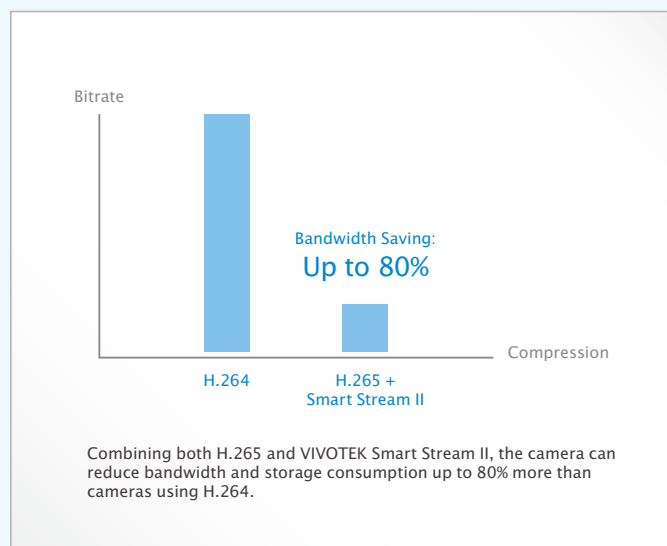 Bitrate
Bandwidth Saving:
Up to 80%
Compression
H.264
H.265 +
Smart Stream II
Combining both H.265 and VIVOTEK Smart Stream II, the camera can
reduce bandwidth and storage consumption up to 80% more than
cameras using H.264.